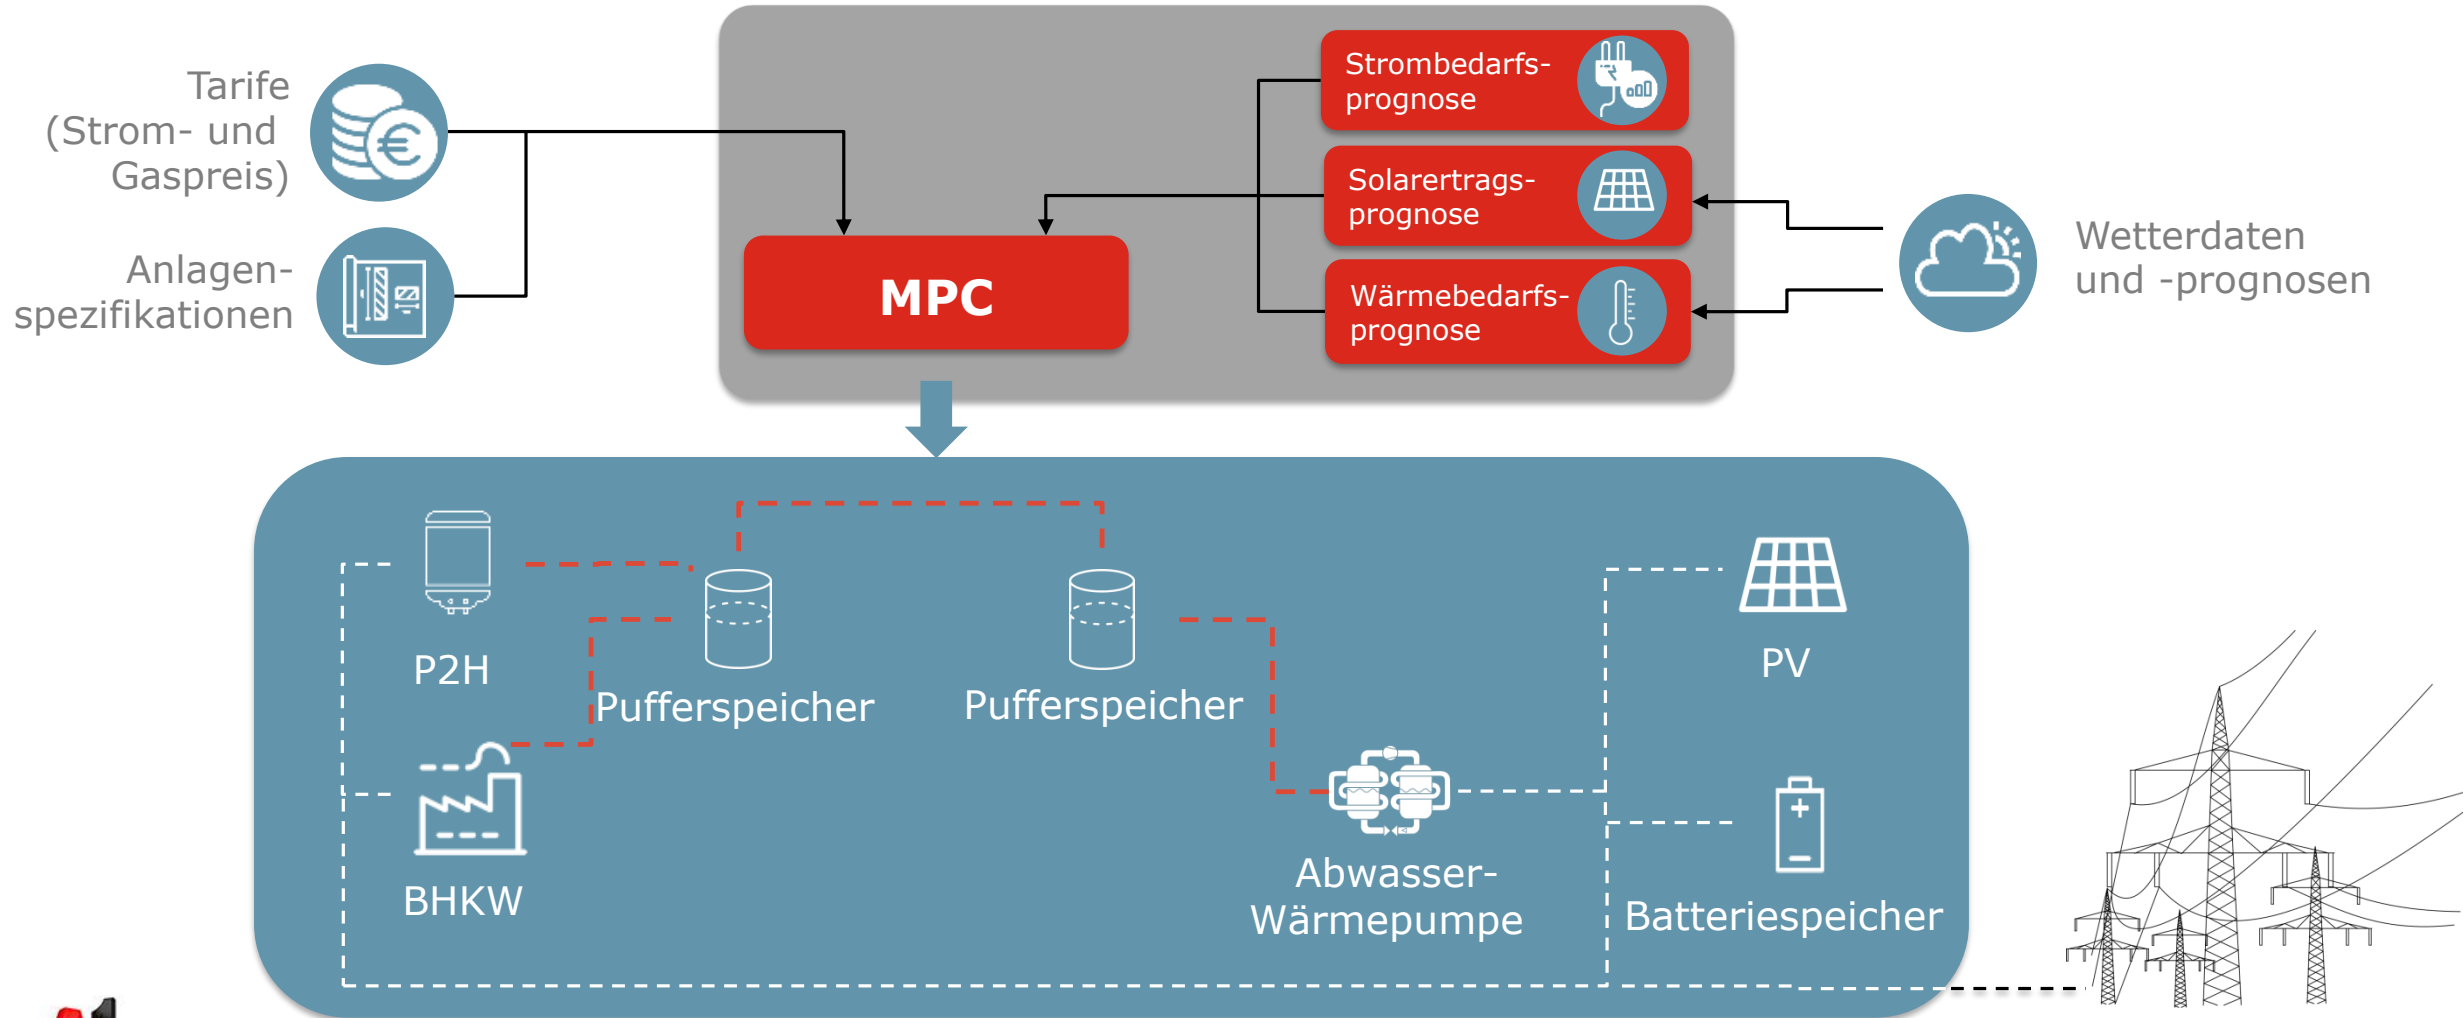 Tarife
(Strom- und
Gaspreis)
Anlagen-
spezifikationen
MPC
Strombedarfs-
prognose
Solarertrags-
prognose
Wärmebedarfs-
prognose
Wetterdaten
und -prognosen
P2H
Pufferspeicher
Pufferspeicher
PV
BHKW
Abwasser-
Wärmepumpe
Batteriespeicher